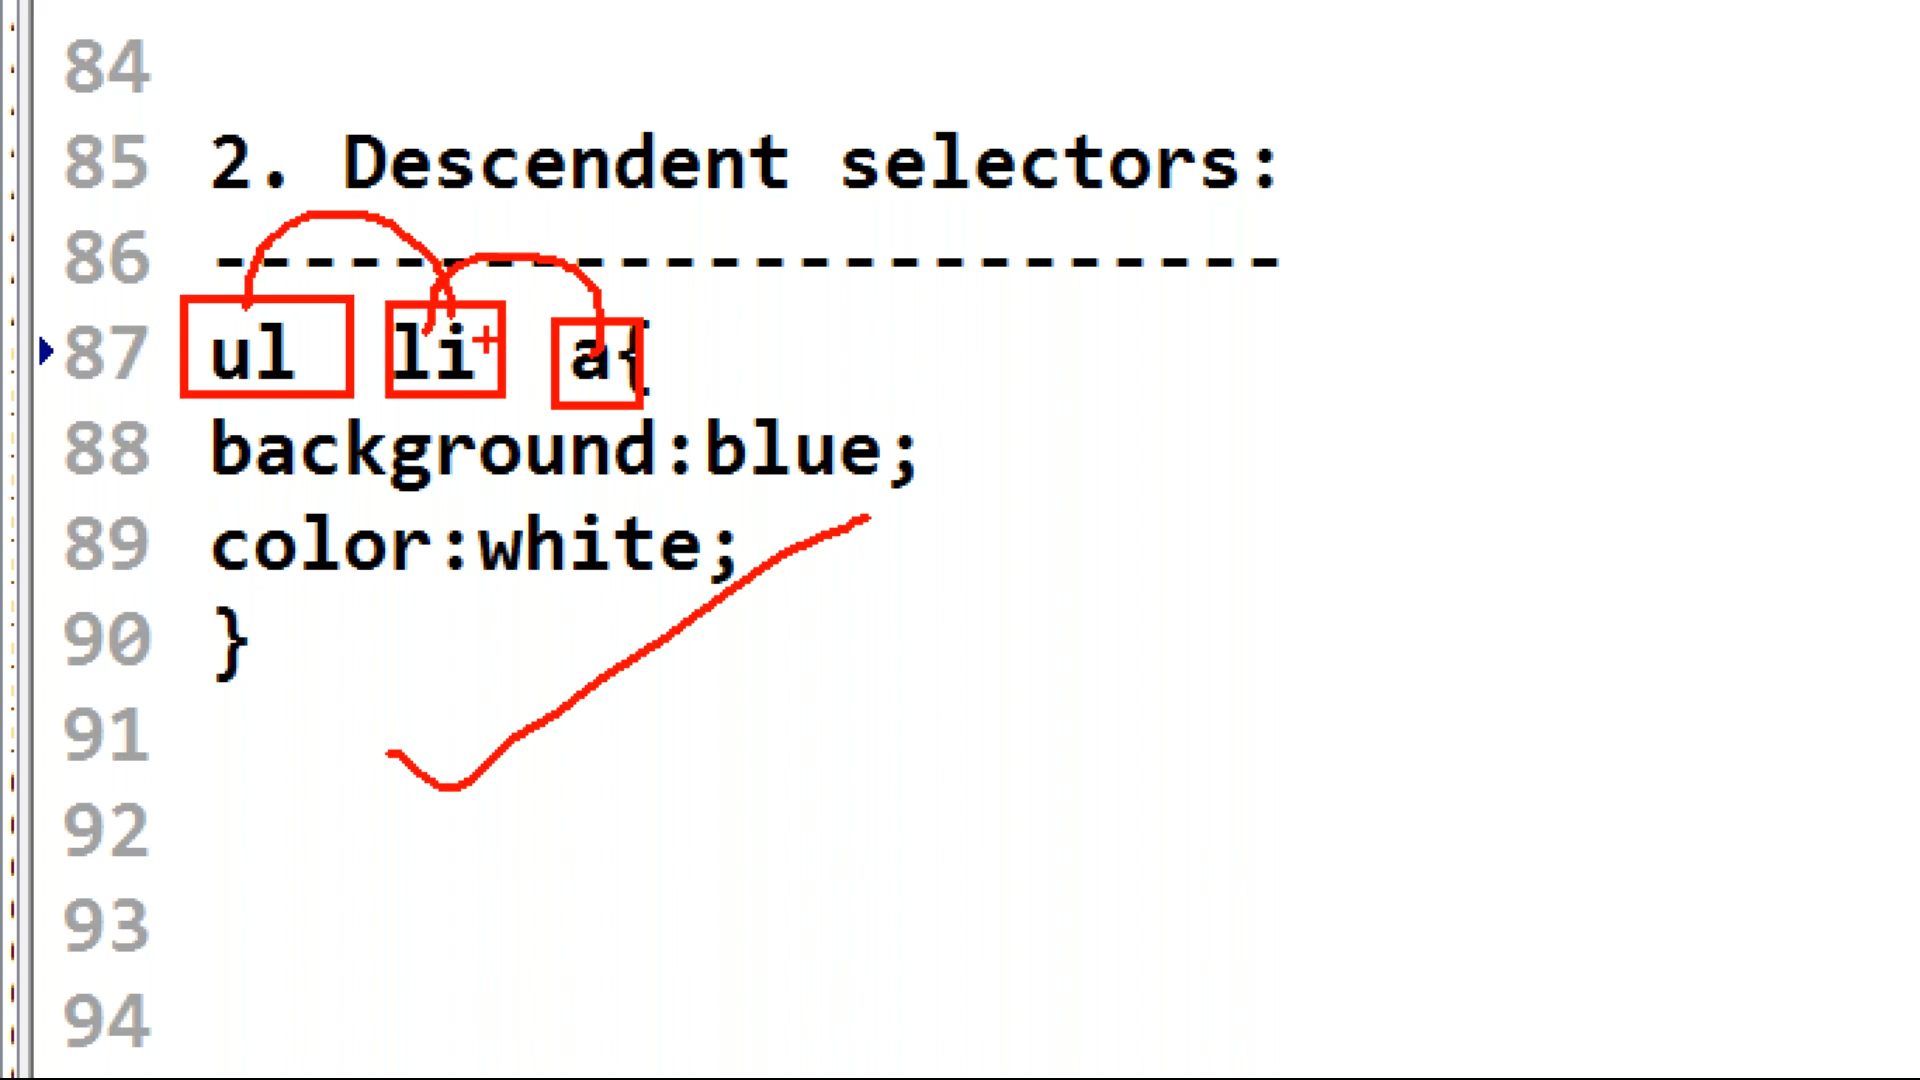 84
85 2. Descendent selectors:
86 ------------------------
87 ul li a{
88 background:blue;
89 color:white;
90 }
91
92
93
94